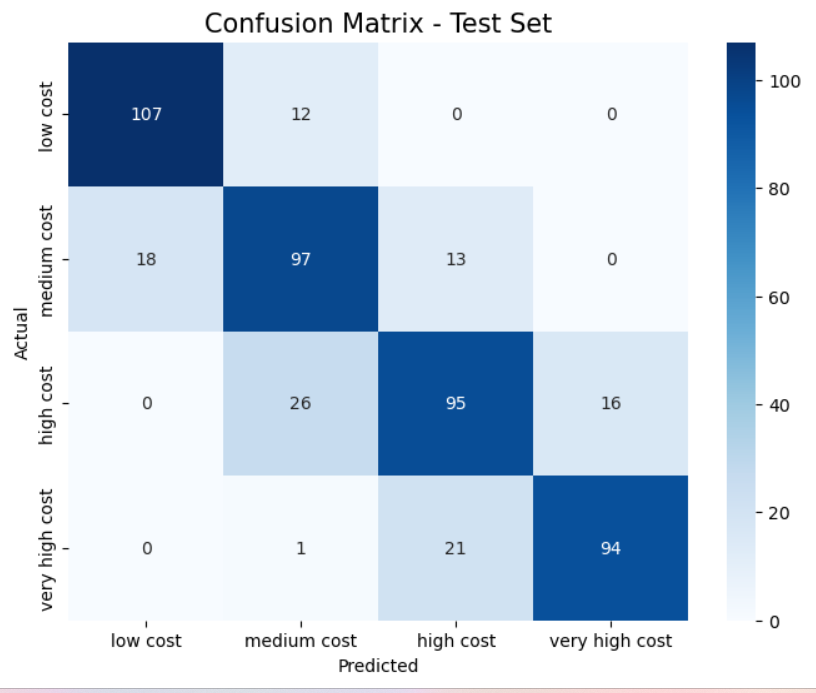 Confusion Matrix - Test Set
low cost 107 12 0 0
medium cost 18 97 13 0
high cost 0 26 95 16
very high cost 0 1 21 94
Actual
low cost medium cost high cost very high cost
Predicted
100
80
60
40
20
0